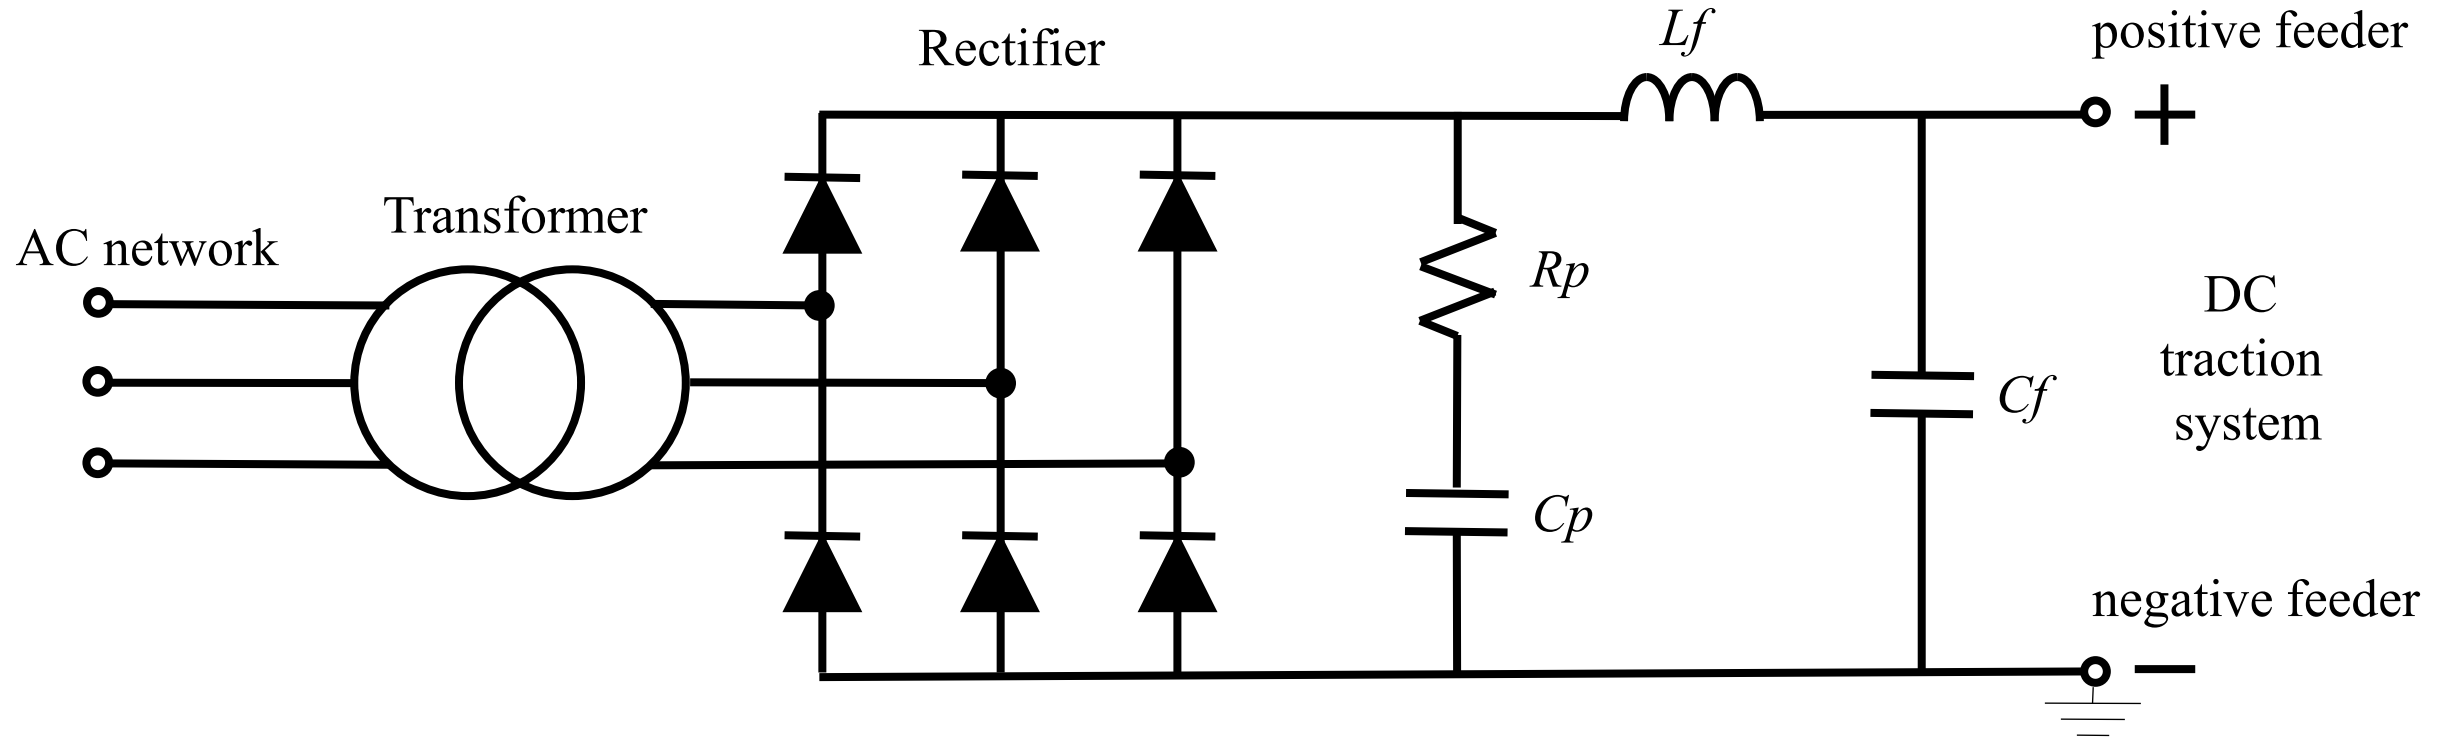 Rectifier
Lf
positive feeder
+
Transformer
AC network
Rp
DC
traction
system
Cf
Cp
negative feeder
−